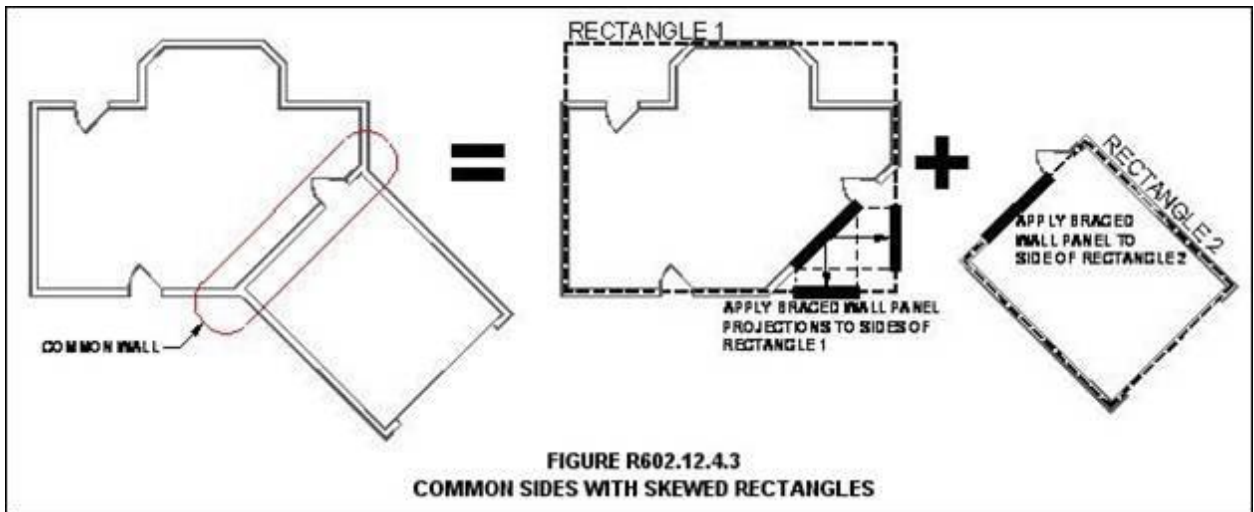 RECTANGLE 1
RECTANGLE 2
APPLY BRACED
WALL PANEL TO
SIDE OF RECTANGLE 2
APPLY BRACED WALL PANEL
PROJECTIONS TO SIDES OF
RECTANGLE 1
COMMON WALL
FIGURE R602.12.4.3
COMMON SIDES WITH SKEWED RECTANGLES